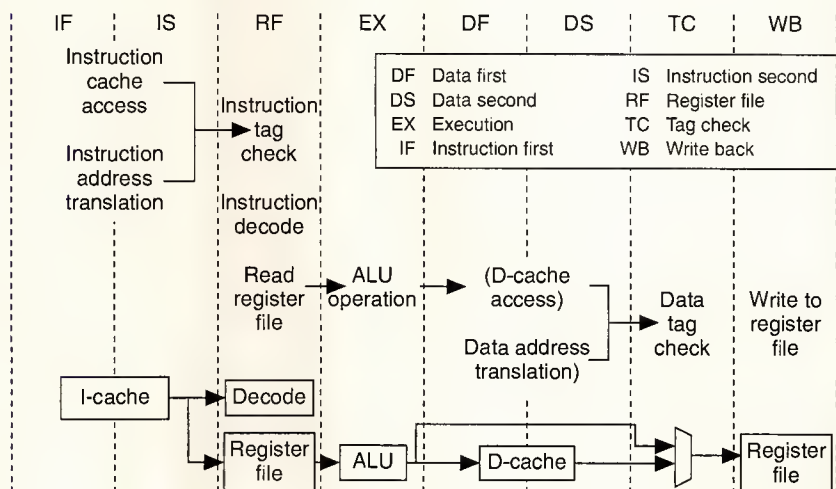 IF IS RF EX DF DS TC WB
Instruction
cache
access
Instruction
address
translation
Instruction
tag
check
Instruction
decode
DF Data first IS Instruction second
DS Data second RF Register file
EX Execution TC Tag check
IF Instruction first WB Write back
Read
register
file
ALU
operation
(D-cache
access)
Data address
translation)
Data
tag
check
Write to
register
file
I-cache
Decode
Register
file
ALU
D-cache
Register
file